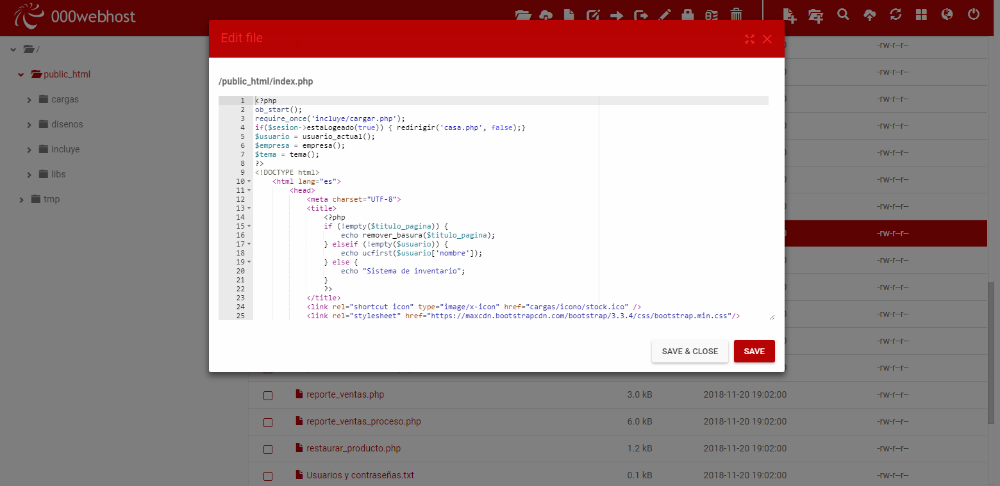 000webhost
Edit file
/
public_html
cargas
disenos
incluye
libs
tmp
/public_html/index.php
1 <?php
2 ob_start();
3 require_once('incluye/cargar.php');
4 if($sesion->estaLogeado(true)) { redirigir('casa.php', false);}
5 $usuario = usuario_actual();
6 $empresa = empresa();
7 $tema = tema();
8 ?>
9 <!DOCTYPE html>
10 <html lang="es">
11 <head>
12 <meta charset="UTF-8">
13 <title>
14 <?php
15 if (!empty($titulo_pagina)) {
16 echo remover_basura($titulo_pagina);
17 } elseif (!empty($usuario)) {
18 echo ucfirst($usuario['nombre']);
19 } else {
20 echo "Sistema de inventario";
21 }
22 ?>
23 </title>
24 <link rel="shortcut icon" type="image/x-icon" href="cargas/icono/stock.ico" />
25 <link rel="stylesheet" href="https://maxcdn.bootstrapcdn.com/bootstrap/3.3.4/css/bootstrap.min.css"/>
SAVE & CLOSE SAVE
-rw-r--r--
-rw-r--r--
-rw-r--r--
-rw-r--r--
-rw-r--r--
-rw-r--r--
-rw-r--r--
-rw-r--r--
-rw-r--r--
-rw-r--r--
-rw-r--r--
-rw-r--r--
-rw-r--r--
reporte_ventas.php 3.0 kB 2018-11-20 19:02:00 -rw-r--r--
reporte_ventas_proceso.php 6.0 kB 2018-11-20 19:02:00 -rw-r--r--
restaurar_producto.php 1.2 kB 2018-11-20 19:02:00 -rw-r--r--
Usuarios y contraseñas.txt 0.1 kB 2018-11-20 19:02:00 -rw-r--r--